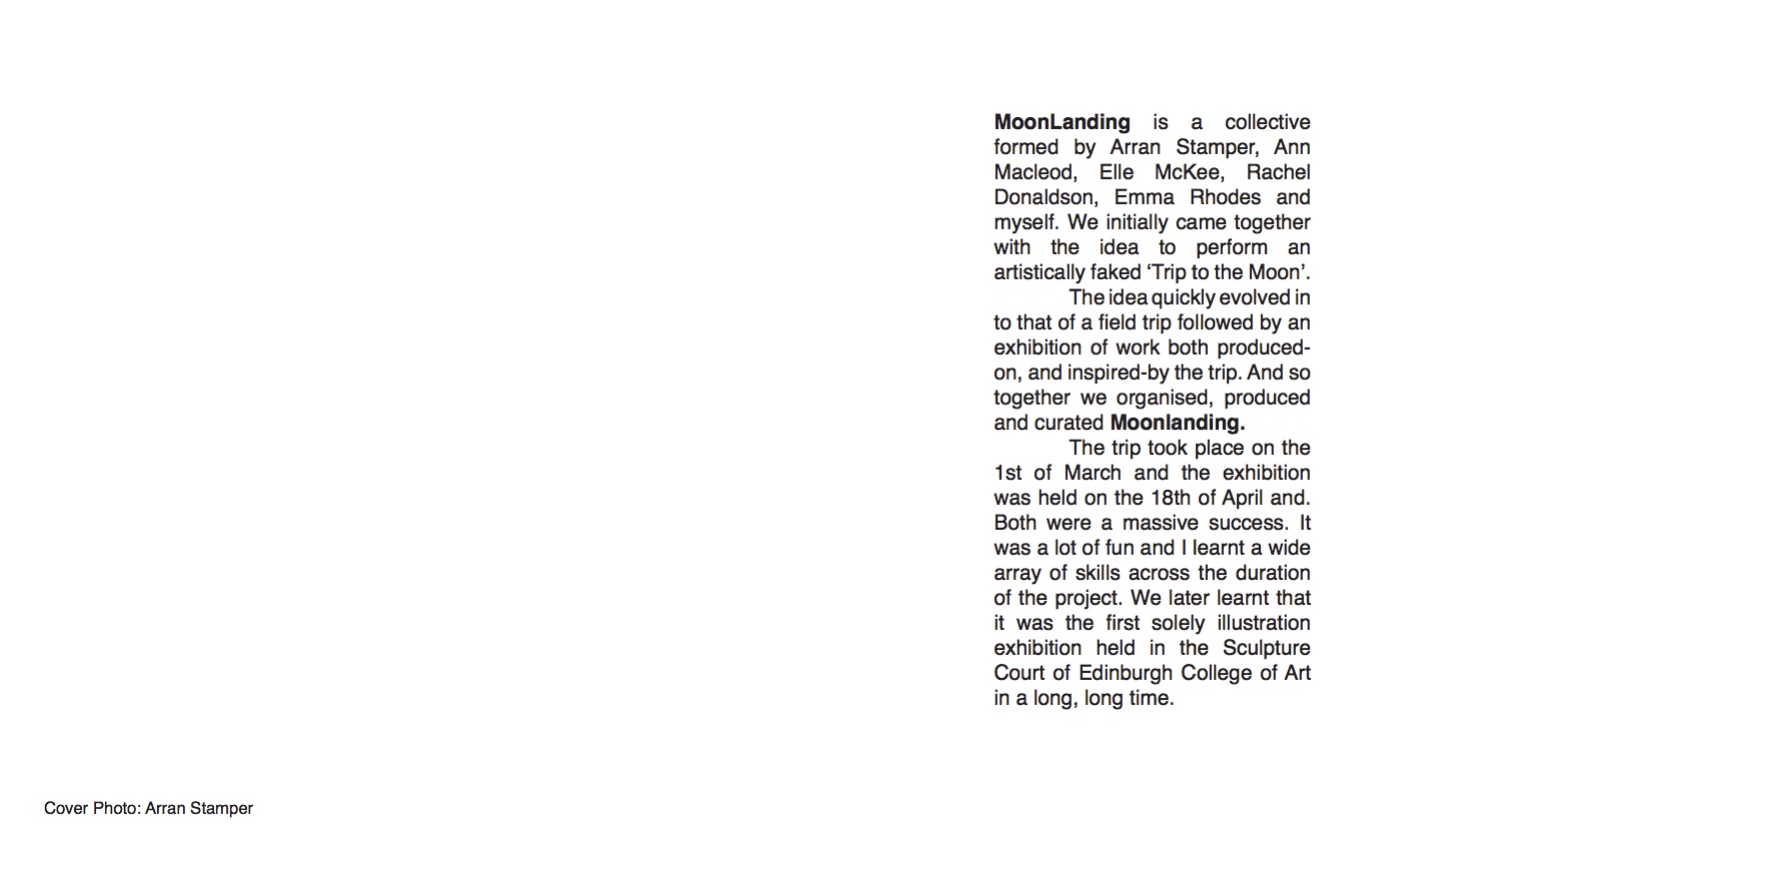 MoonLanding is a collective
formed by Arran Stamper, Ann
Macleod, Elle McKee, Rachel
Donaldson, Emma Rhodes and
myself. We initially came together
with the idea to perform an
artistically faked ‘Trip to the Moon’.
The idea quickly evolved in
to that of a field trip followed by an
exhibition of work both produced-
on, and inspired-by the trip. And so
together we organised, produced
and curated Moonlanding.
The trip took place on the
1st of March and the exhibition
was held on the 18th of April and.
Both were a massive success. It
was a lot of fun and I learnt a wide
array of skills across the duration
of the project. We later learnt that
it was the first solely illustration
exhibition held in the Sculpture
Court of Edinburgh College of Art
in a long, long time.
Cover Photo: Arran Stamper